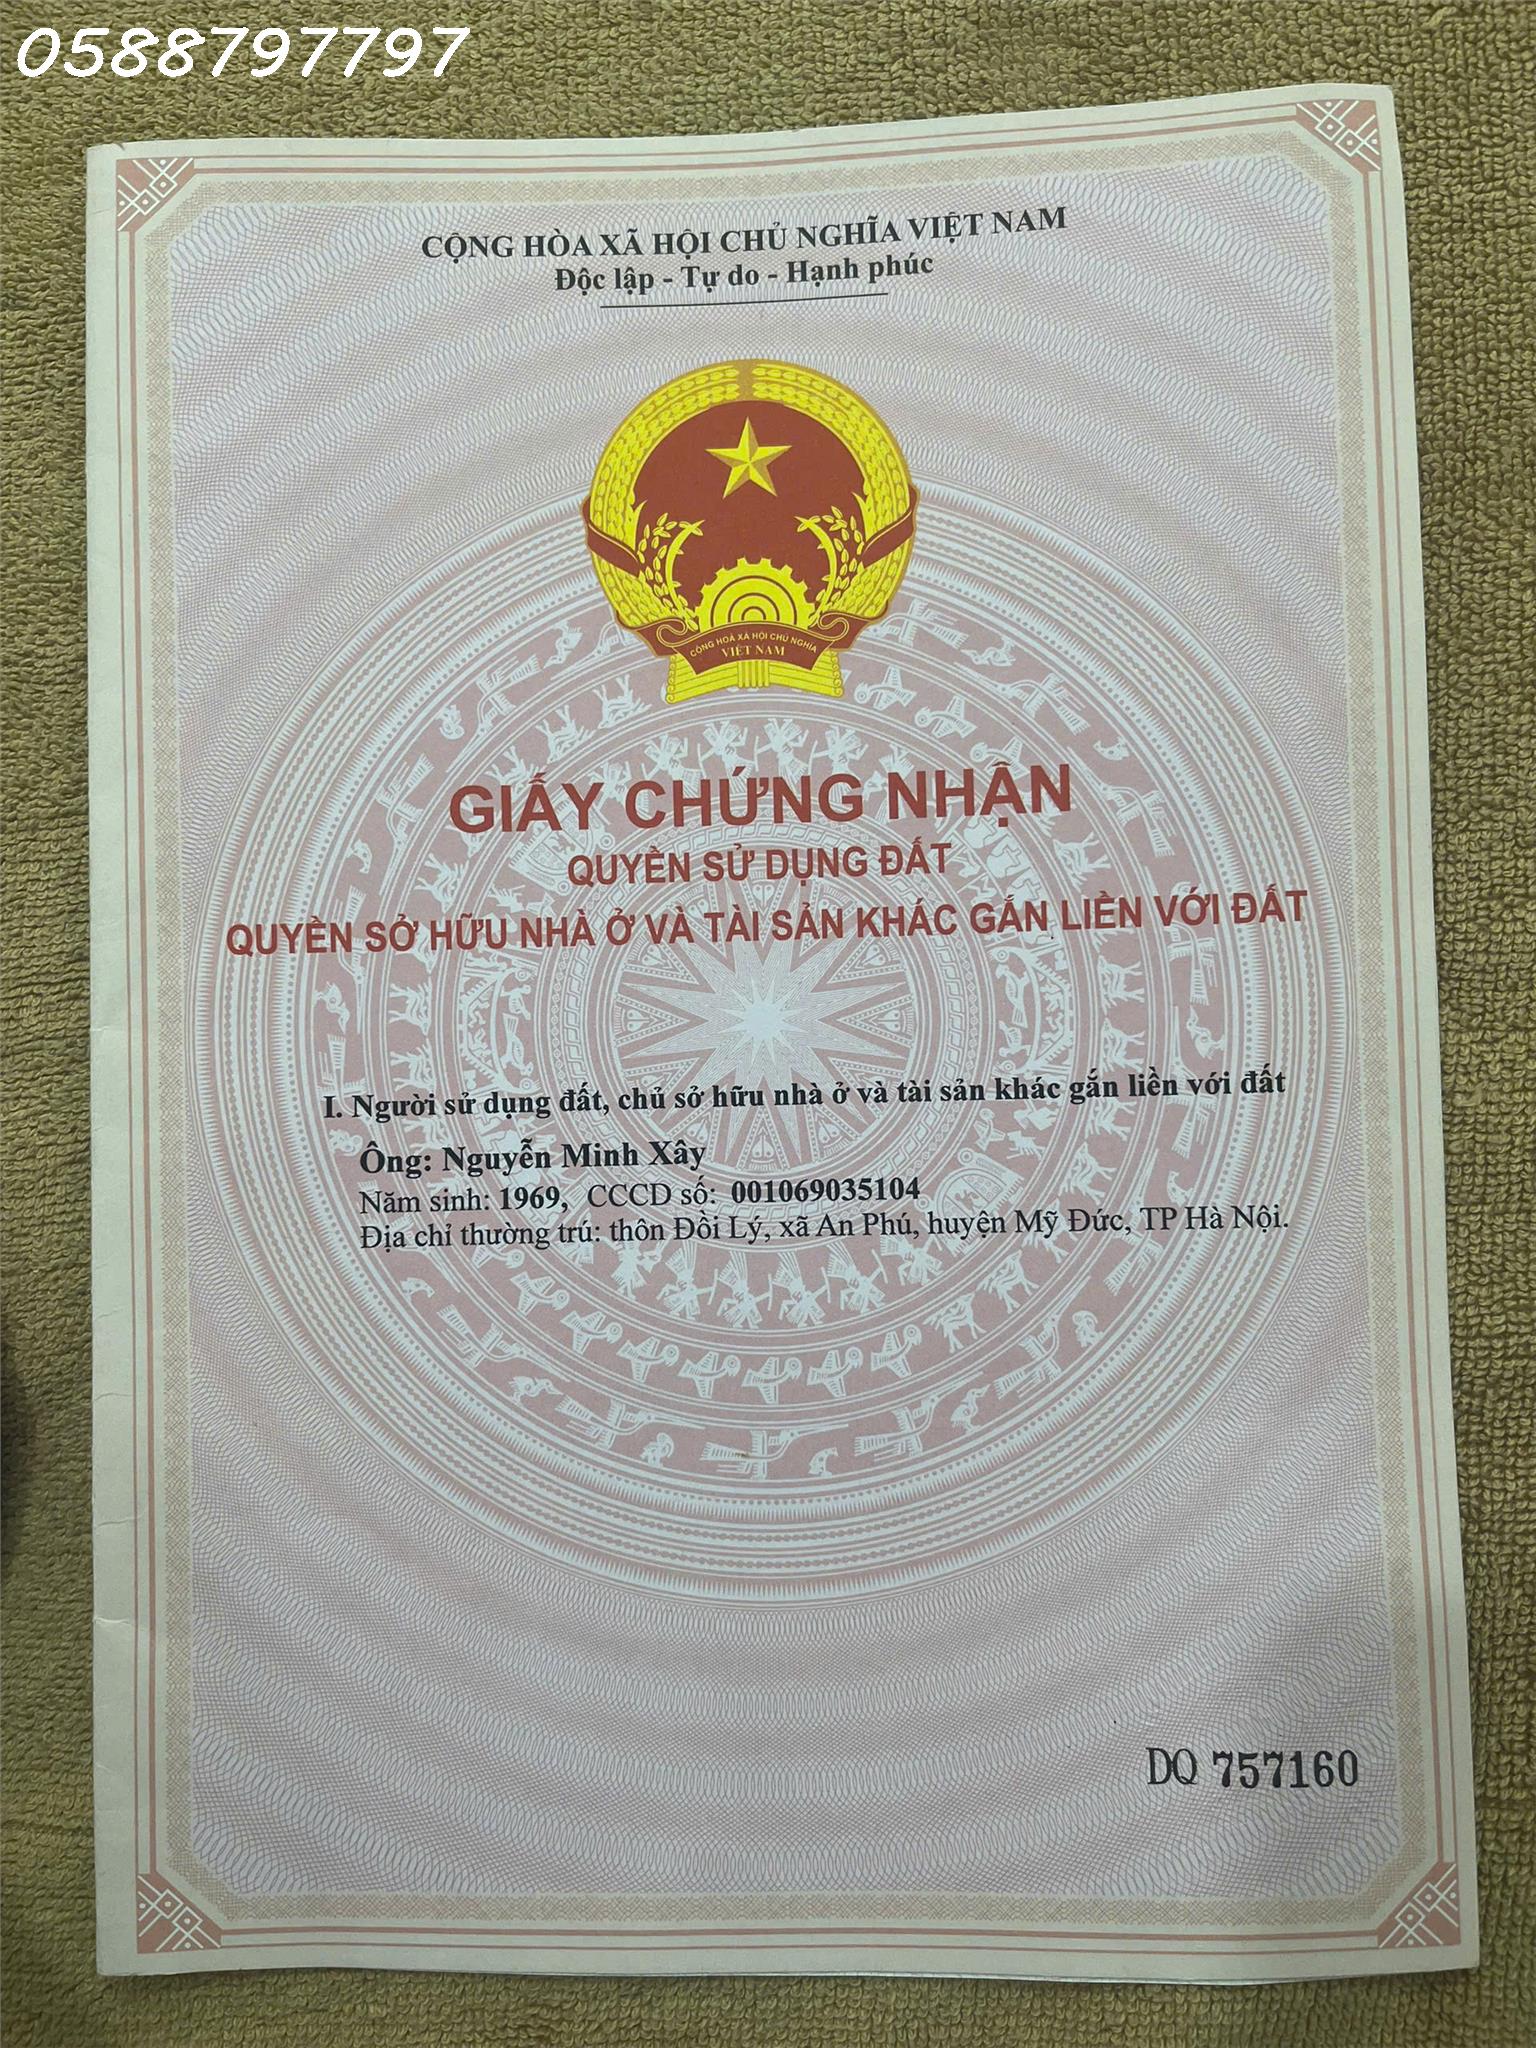 0588797797
CỘNG HÒA XÃ HỘI CHỦ NGHĨA VIỆT NAM
Độc lập - Tự do - Hạnh phúc
CỘNG HOÀ XÃ HỘI CHỦ NGHĨA
VIỆT NAM
GIẤY CHỨNG NHẬN
QUYỀN SỬ DỤNG ĐẤT
QUYỀN SỞ HỮU NHÀ Ở VÀ TÀI SẢN KHÁC GẮN LIỀN VỚI ĐẤT
I. Người sử dụng đất, chủ sở hữu nhà ở và tài sản khác gắn liền với đất
Ông: Nguyễn Minh Xây
Năm sinh: 1969, CCCD số: 001069035104
Địa chỉ thường trú: thôn Đồi Lý, xã An Phú, huyện Mỹ Đức, TP Hà Nội.
DQ 757160